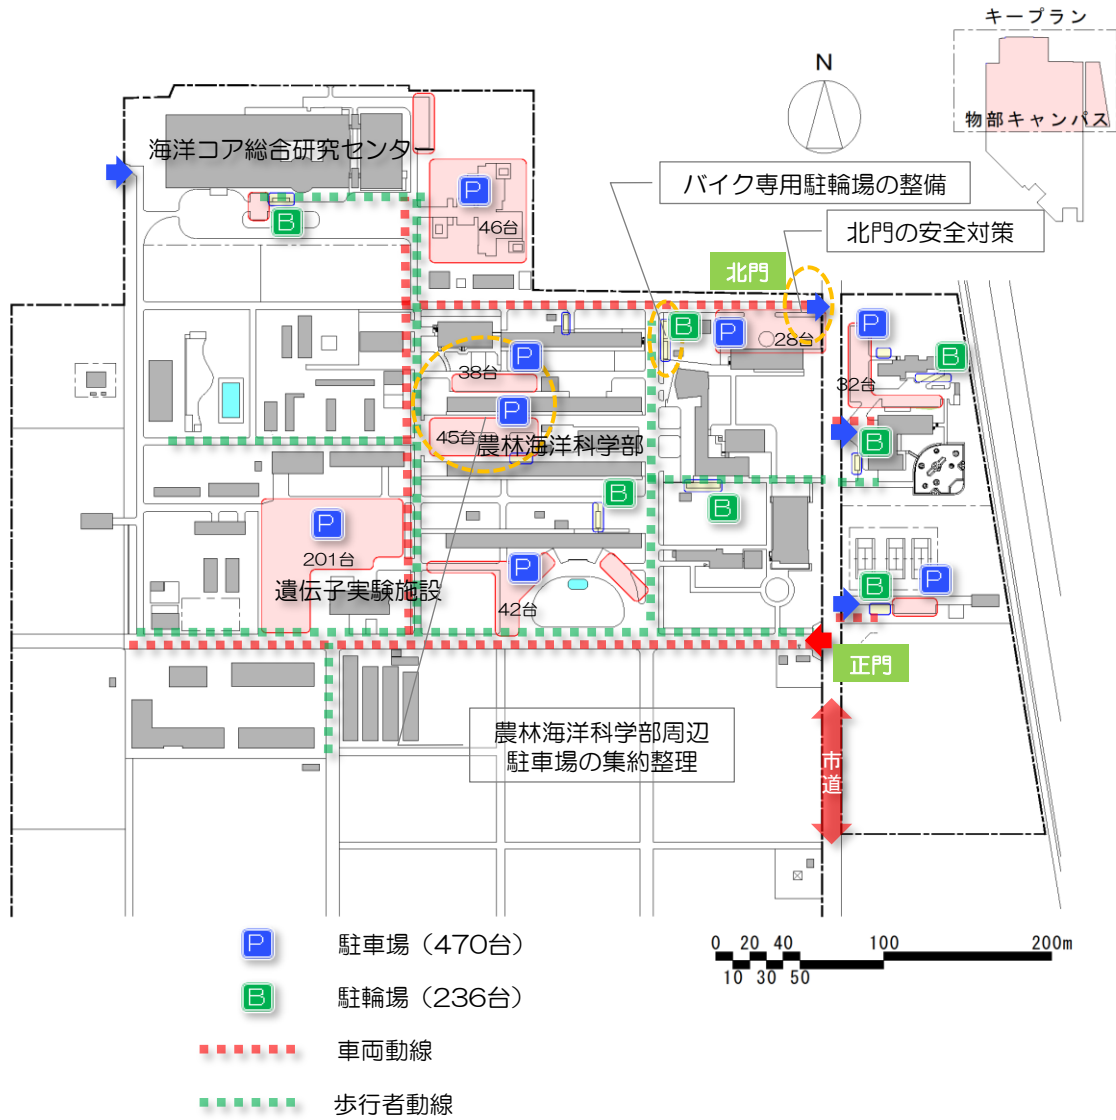 キープラン
N
物部キャンパス
海洋コア総合研究センター
P
バイク専用駐輪場の整備
46台
B
北門の安全対策
北門
P
B
P
28台
P
B
38台
32台
P
45台
農林海洋科学部
B
B
B
P
201台
遺伝子実験施設
P
42台
B
P
正門
農林海洋科学部周辺
駐車場の集約整理
市道
P 駐車場（470台）
B 駐輪場（236台）
車両動線
歩行者動線
0 20 40 100 200m
10 30 50